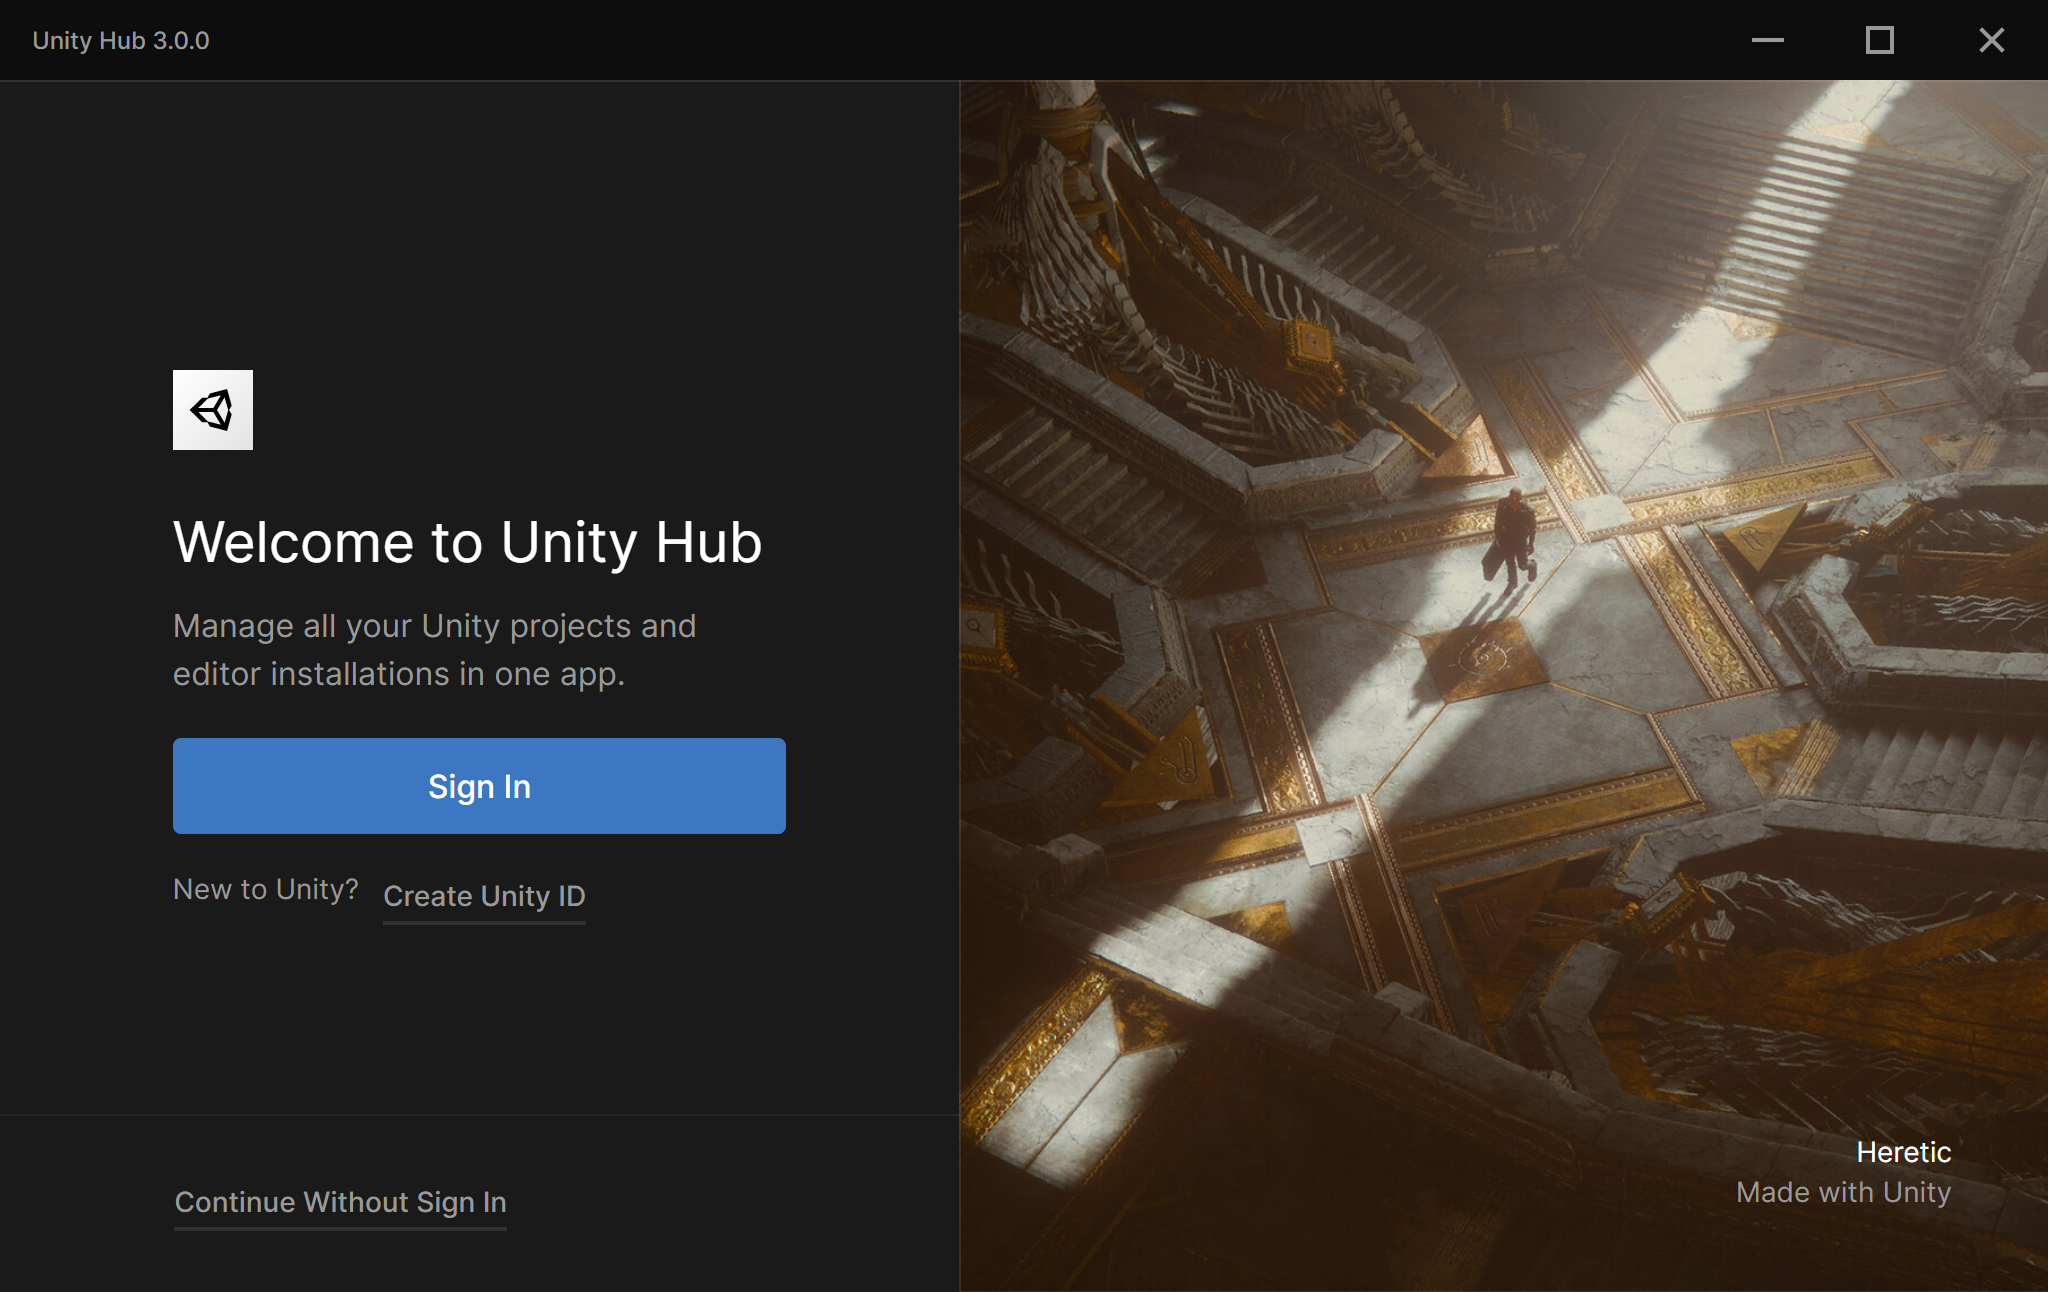 Unity Hub 3.0.0
Welcome to Unity Hub
Manage all your Unity projects and
editor installations in one app.
Sign In
New to Unity? Create Unity ID
Continue Without Sign In
Heretic
Made with Unity